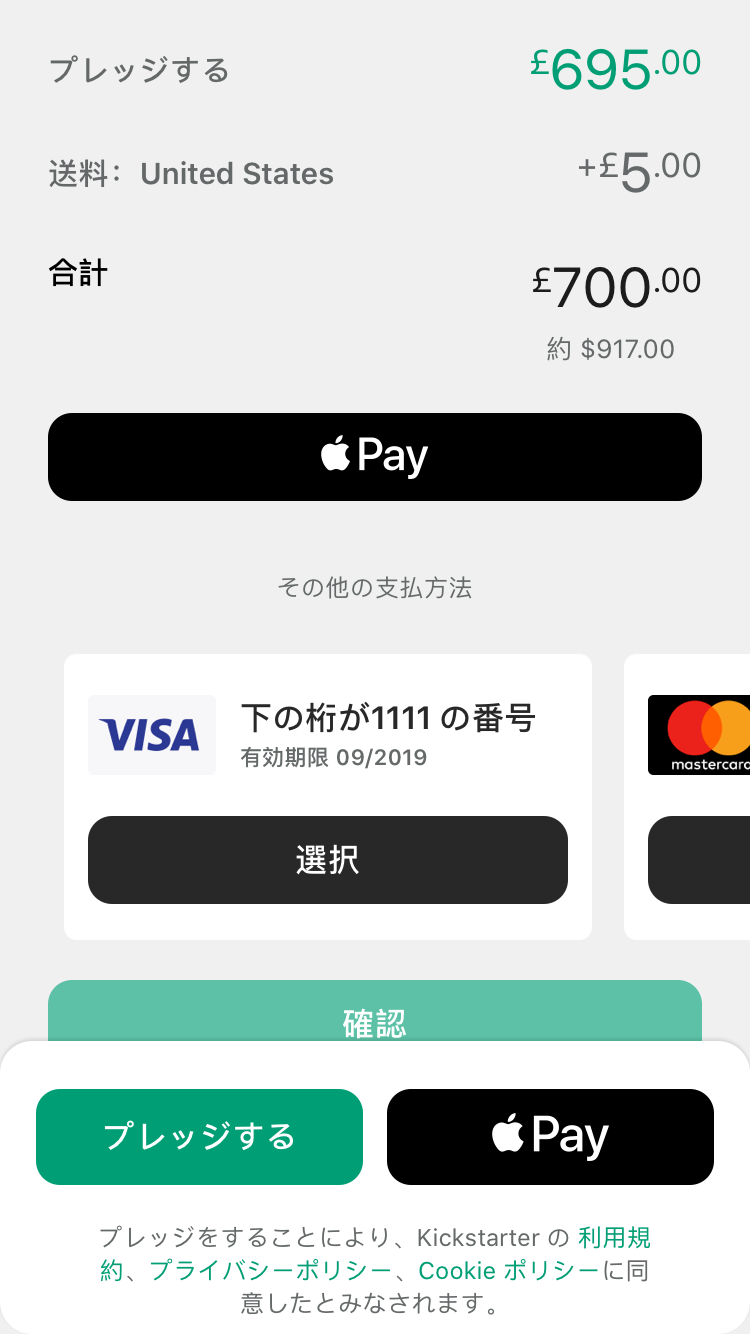 プレッジする £695.00
送料： United States +£5.00
合計 £700.00
約 $917.00
Pay
その他の支払方法
VISA 下の桁が1111 の番号
有効期限 09/2019
mastercard
選択
確認
プレッジする
Pay
プレッジをすることにより、Kickstarter の 利用規
約、プライバシーポリシー、Cookie ポリシーに同
意したとみなされます。